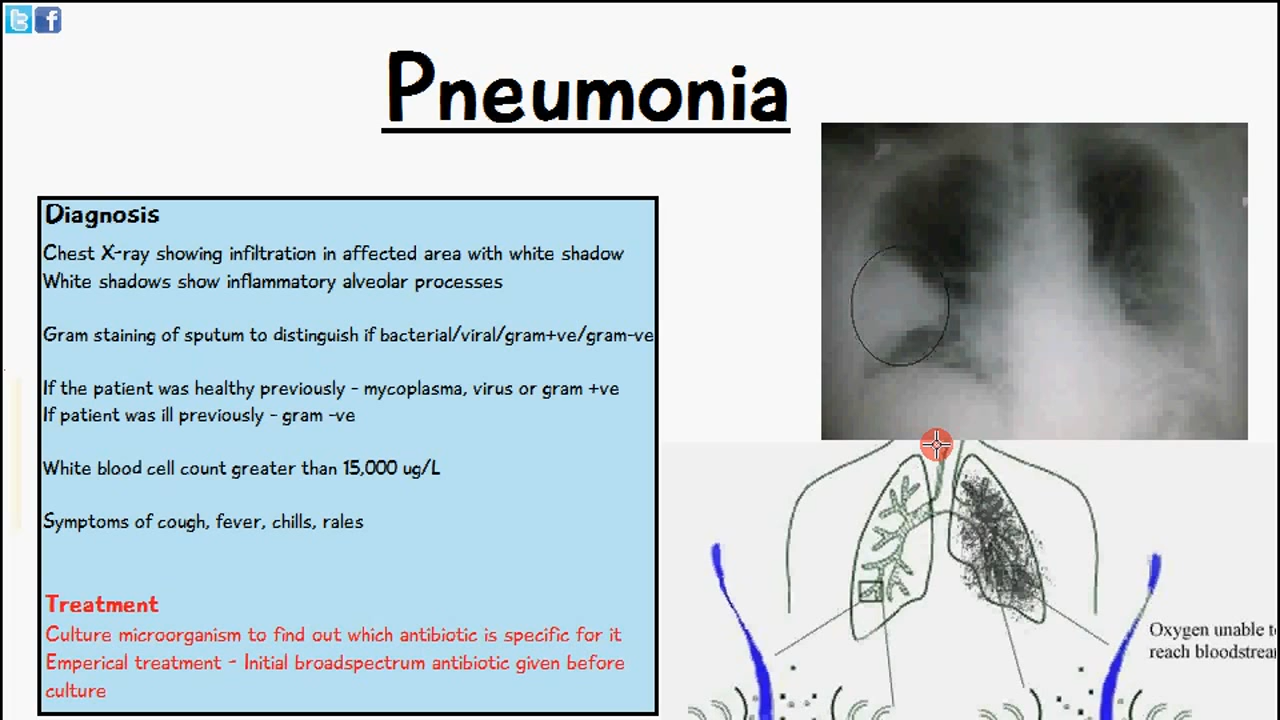 Pneumonia
Diagnosis
Chest X-ray showing infiltration in affected area with white shadow
White shadows show inflammatory alveolar processes
Gram staining of sputum to distinguish if bacterial/viral/gram+ve/gram-ve
If the patient was healthy previously - mycoplasma, virus or gram +ve
If patient was ill previously - gram -ve
White blood cell count greater than 15,000 ug/L
Symptoms of cough, fever, chills, rales
Treatment
Culture microorganism to find out which antibiotic is specific for it
Emperical treatment - Initial broadspectrum antibiotic given before
culture
Oxygen unable to
reach bloodstream